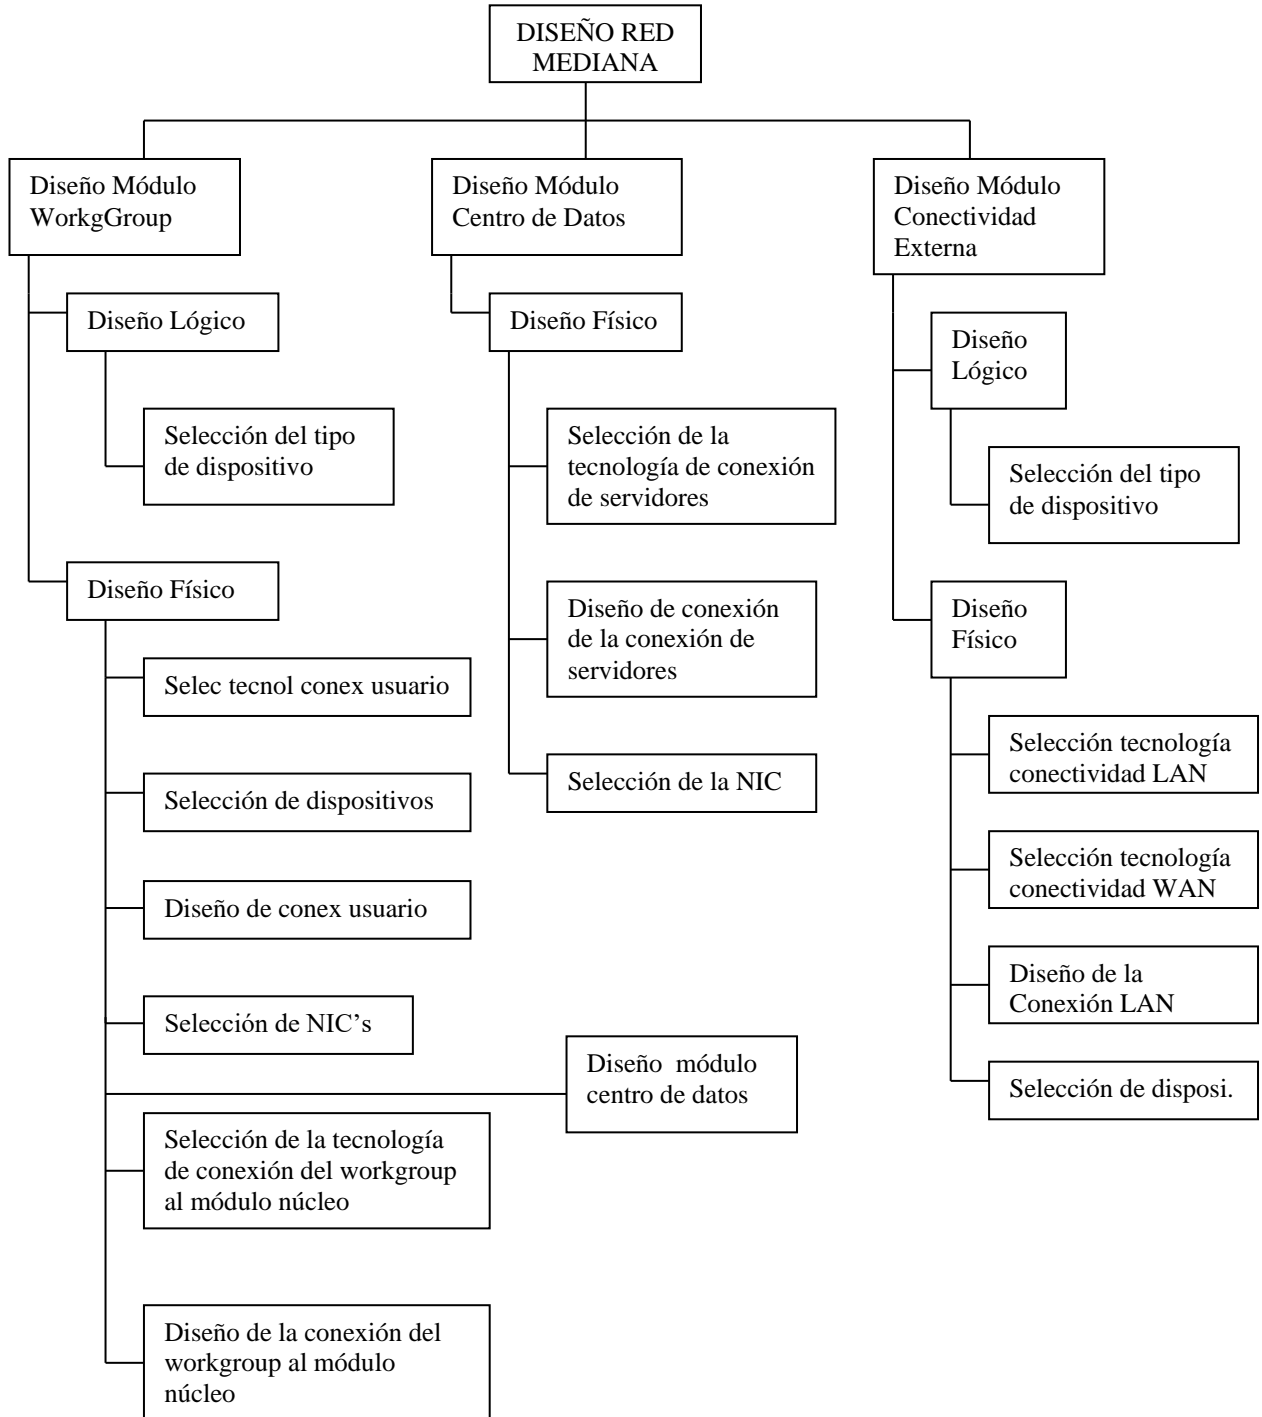 DISEÑO RED
MEDIANA
Diseño Módulo
WorkgGroup
Diseño Lógico
Selección del tipo
de dispositivo
Diseño Físico
Selec tecnol conex usuario
Selección de dispositivos
Diseño de conex usuario
Selección de NIC’s
Diseño módulo
centro de datos
Selección de la tecnología
de conexión del workgroup
al módulo núcleo
Diseño de la conexión del
workgroup al módulo
núcleo
Diseño Módulo
Centro de Datos
Diseño Físico
Selección de la
tecnología de conexión
de servidores
Diseño de conexión
de la conexión de
servidores
Selección de la NIC
Diseño Módulo
Conectividad
Externa
Diseño
Lógico
Selección del tipo
de dispositivo
Diseño
Físico
Selección tecnología
conectividad LAN
Selección tecnología
conectividad WAN
Diseño de la
Conexión LAN
Selección de disposi.